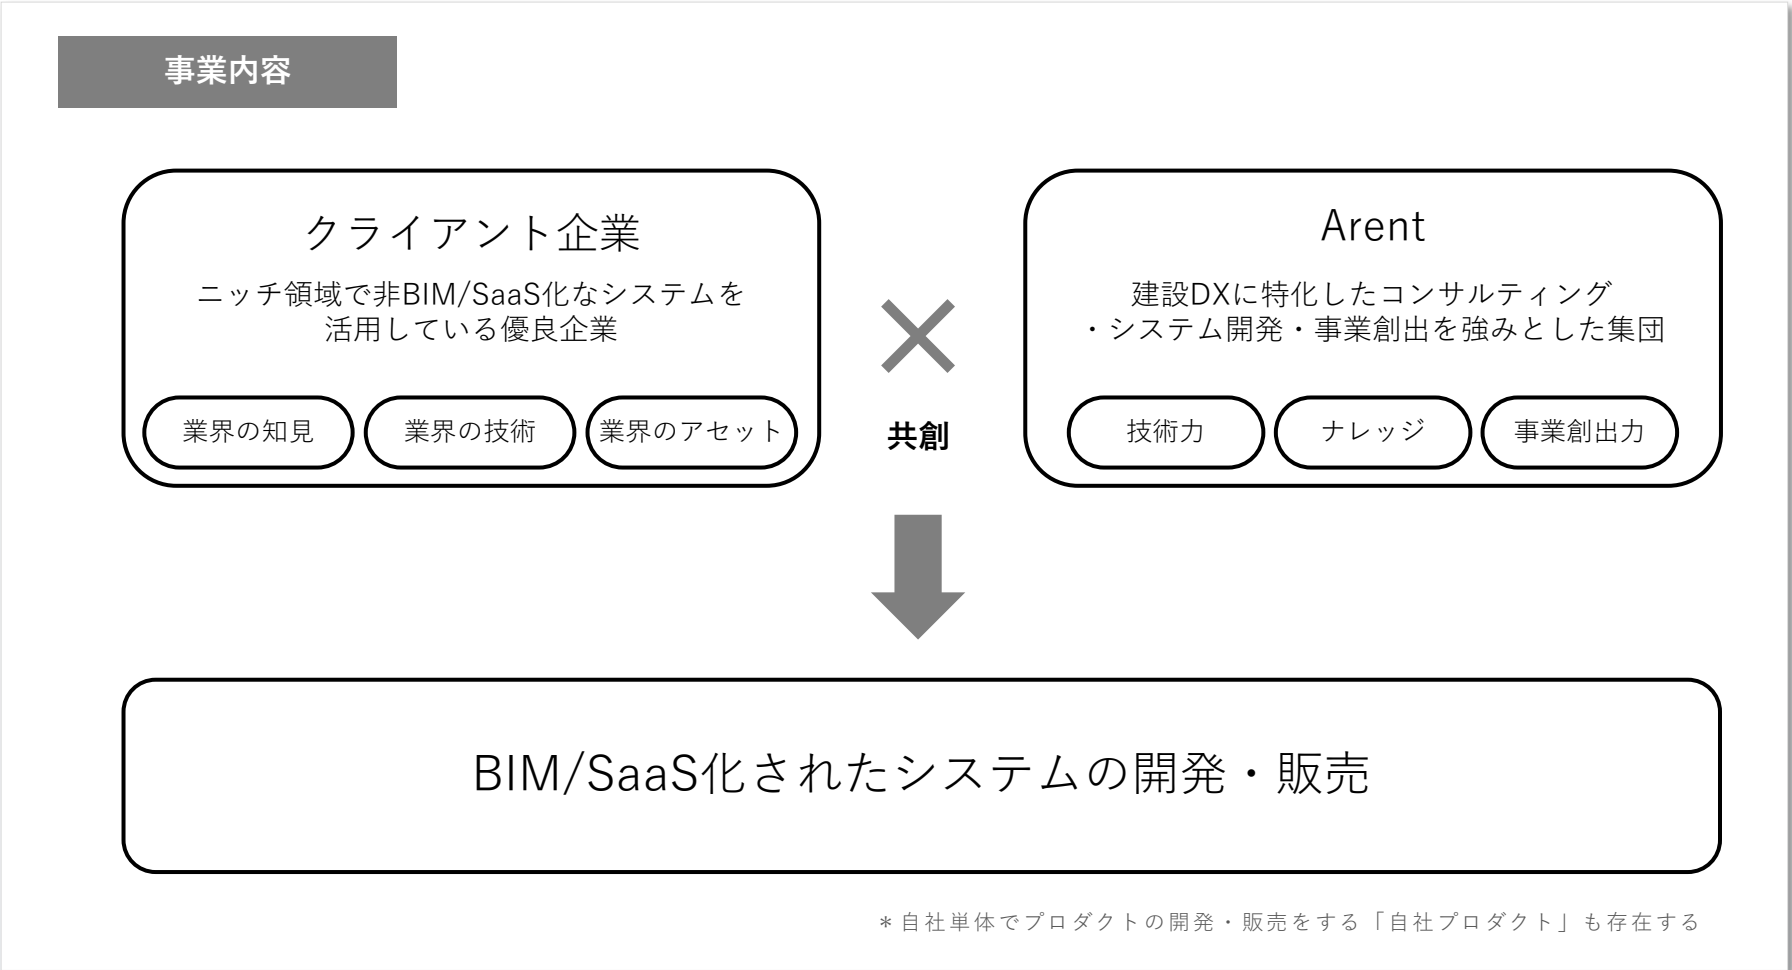 事業内容
クライアント企業
ニッチ領域で非BIM/SaaS化なシステムを
活用している優良企業
業界の知見
業界の技術
業界のアセット
共創
Arent
建設DXに特化したコンサルティング
・システム開発・事業創出を強みとした集団
技術力
ナレッジ
事業創出力
BIM/SaaS化されたシステムの開発・販売
＊自社単体でプロダクトの開発・販売をする「自社プロダクト」も存在する